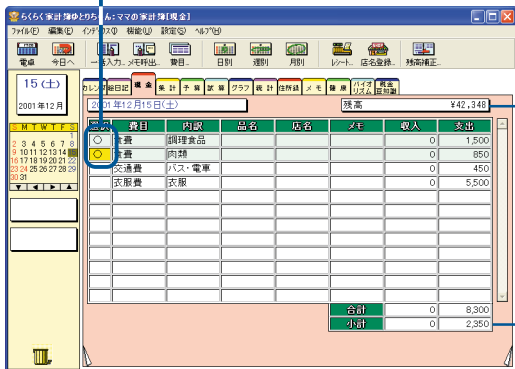 らくらく家計簿ゆとりちゃん:ママの家計簿[現金]
ファイル(F) 編集(E) インデックス(I) 機能(U) 設定(S) ヘルプ(H)
電卓 今日へ 一括入力.. メモ呼出.. 費目.. 日別 週別 月別 レシート.. 店名登録.. 残高補正..
15 (土)
2001年12月
カレンダ 絵日記 現 金 集 計 予 算 試 算 グラフ 統 計 住所録 メ モ 健 康 バイオリズム 税金豆知識
2001年12月15日(土) 残高 ¥42,348
S M T W T F S
1
2 3 4 5 6 7 8
9 10 11 12 13 14
16 17 18 19 20 21 22
23 24 25 26 27 28 29
30 31
選択 費目 内訳 品名 店名 メモ 収入 支出
○ 食費 調理食品 0 1,500
○ 食費 肉類 0 850
交通費 バス・電車 0 450
衣服費 衣服 0 5,500
合計 0 8,300
小計 0 2,350